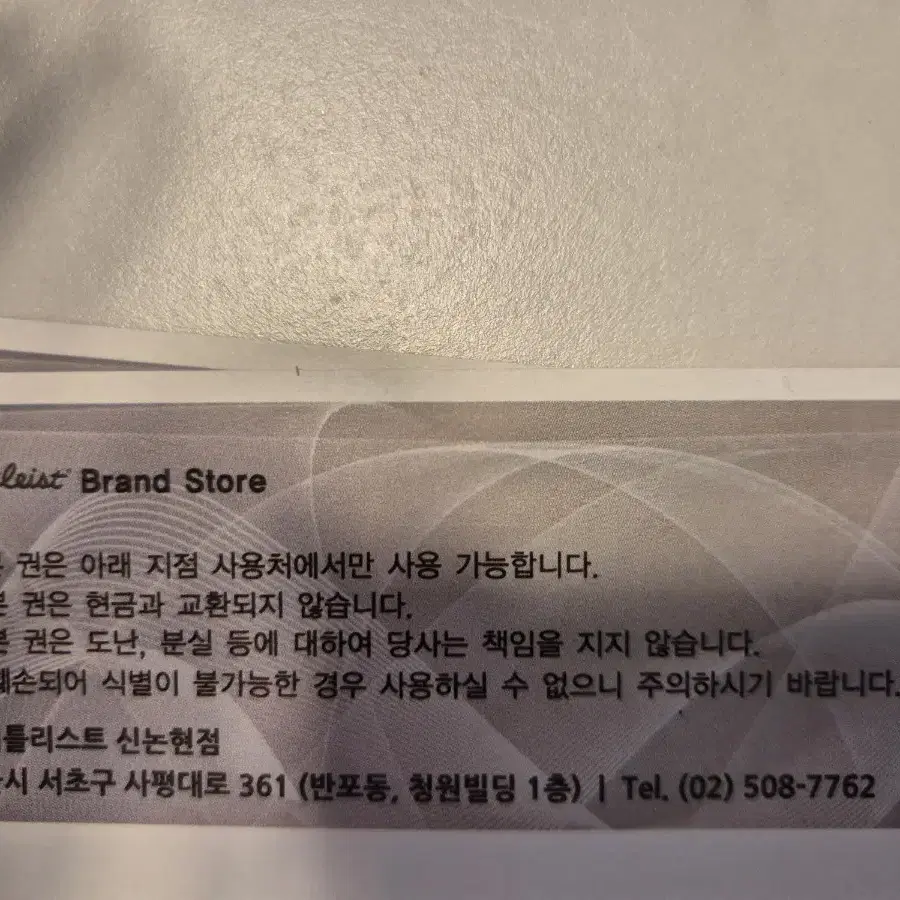 leist® Brand Store
본 권은 아래 지점 사용처에서만 사용 가능합니다.
본 권은 현금과 교환되지 않습니다.
본 권은 도난, 분실 등에 대하여 당사는 책임을 지지 않습니다.
훼손되어 식별이 불가능한 경우 사용하실 수 없으니 주의하시기 바랍니다.
틀리스트 신논현점
시 서초구 사평대로 361 (반포동, 청원빌딩 1층) | Tel. (02) 508-7762